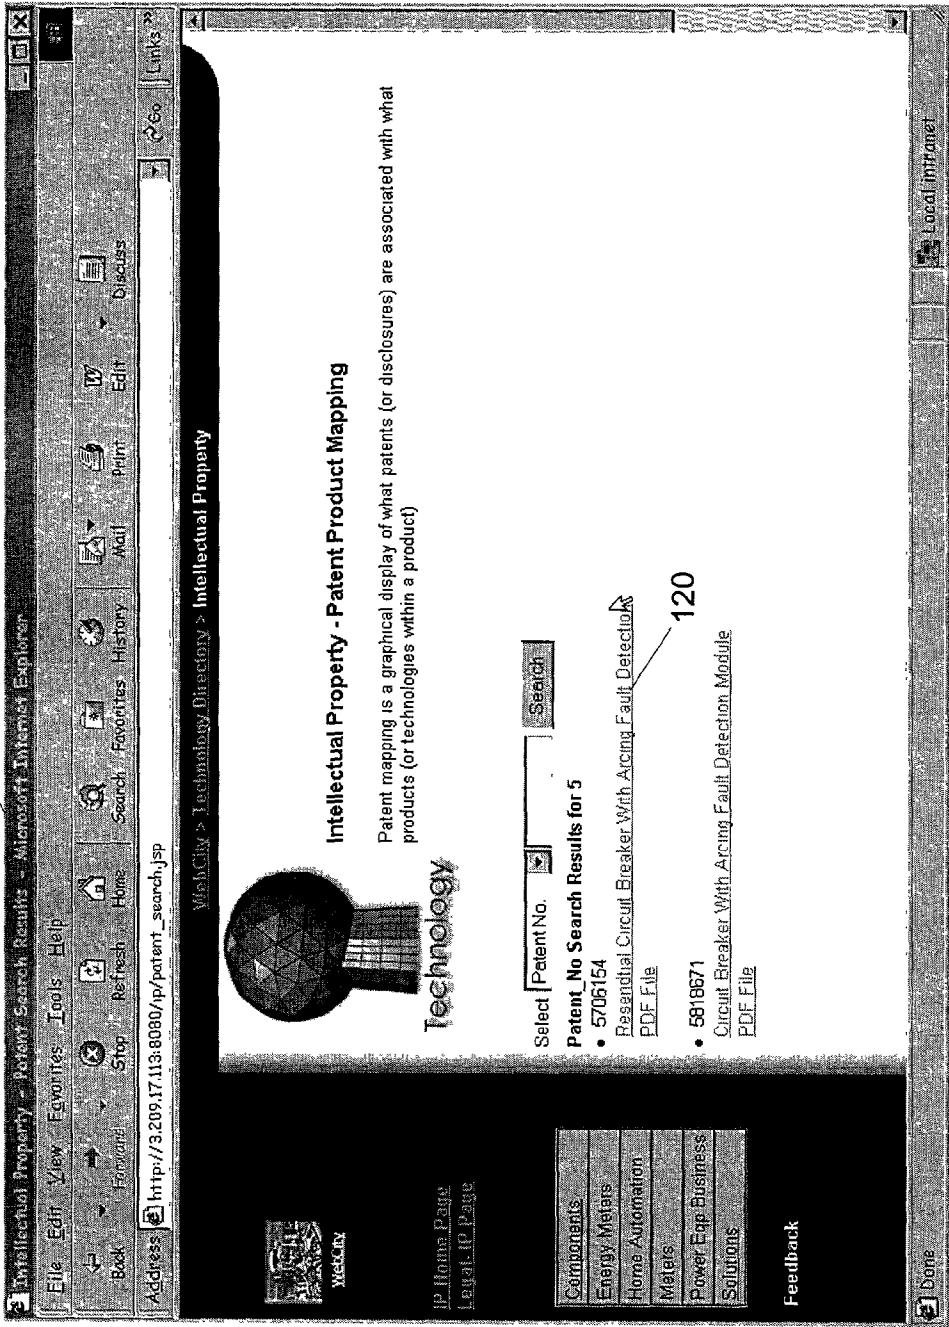 Intellectual Property - Patent Search Results - Microsoft Internet Explorer
File Edit View Favorites Tools Help
Back Forward Stop Refresh Home Search Favorites History Mail Print Edit Discuss
Address http://3.209.17.113:8080/ip/patent_search.jsp Go Links »
WebCity > Technology Directory > Intellectual Property
WebCity
IP Home Page
Legal IP Page
Components
Energy Meters
Home Automation
Meters
Power Eqp Business
Solutions
Feedback
Technology
Intellectual Property - Patent Product Mapping
Patent mapping is a graphical display of what patents (or disclosures) are associated with what
products (or technologies within a product)
Select Patent No. Search
Patent_No Search Results for 5
• 5706154
Resendtial Circuit Breaker With Arcing Fault Detection
PDF File
120
• 5818671
Circuit Breaker With Arcing Fault Detection Module
PDF File
Done Local intranet